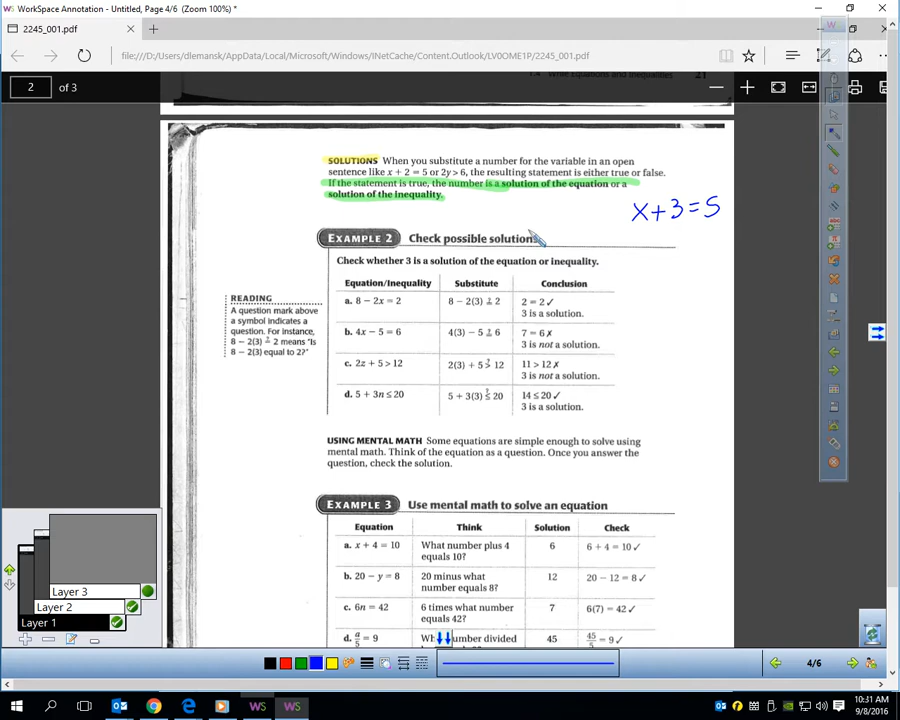 WorkSpace Annotation - Page 4/6 (Zoom 100%) *
2245_001.pdf
file:///D:/Users/dlemansk/AppData/Local/Microsoft/Windows/INetCache/Content.Outlook/LV0OME1P/2245_001.pdf
2 of 3
1.4 Write Equations and Inequalities 21
SOLUTIONS When you substitute a number for the variable in an open
sentence like x + 2 = 5 or 2y > 6, the resulting statement is either true or false.
If the statement is true, the number is a solution of the equation or a
solution of the inequality.
x+3=5
EXAMPLE 2 Check possible solutions
Check whether 3 is a solution of the equation or inequality.
Equation/Inequality Substitute Conclusion
a. 8 − 2x = 2 8 − 2(3) ≟ 2 2 = 2 ✓
3 is a solution.
b. 4x − 5 = 6 4(3) − 5 ≟ 6 7 = 6 ✗
3 is not a solution.
c. 2z + 5 > 12 2(3) + 5 >? 12 11 > 12 ✗
3 is not a solution.
d. 5 + 3n ≤ 20 5 + 3(3) ≤? 20 14 ≤ 20 ✓
3 is a solution.
READING
A question mark above
a symbol indicates a
question. For instance,
8 − 2(3) ≟ 2 means "Is
8 − 2(3) equal to 2?"
USING MENTAL MATH Some equations are simple enough to solve using
mental math. Think of the equation as a question. Once you answer the
question, check the solution.
EXAMPLE 3 Use mental math to solve an equation
Equation Think Solution Check
a. x + 4 = 10 What number plus 4 6 6 + 4 = 10 ✓
equals 10?
b. 20 − y = 8 20 minus what 12 20 − 12 = 8 ✓
number equals 8?
c. 6n = 42 6 times what number 7 6(7) = 42 ✓
equals 42?
d. a/5 = 9 umber divided 45 45/5 = 9 ✓
Layer 3
Layer 2
Layer 1
4/6
10:31 AM
9/8/2016